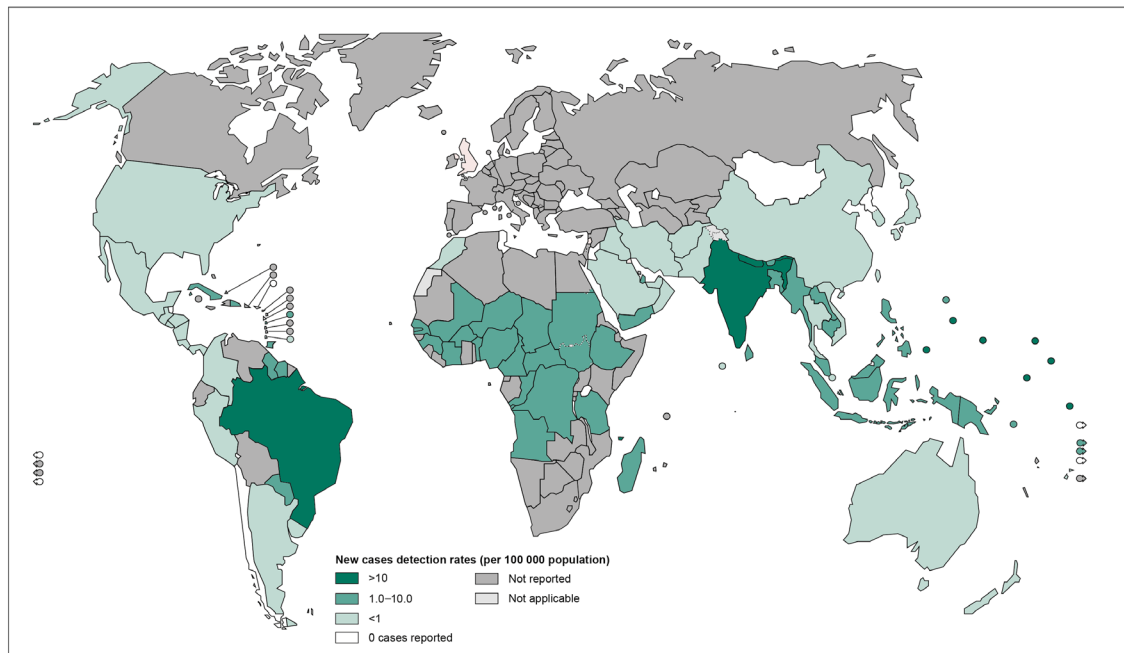 New cases detection rates (per 100 000 population)
>10
Not reported
1.0–10.0
Not applicable
<1
0 cases reported